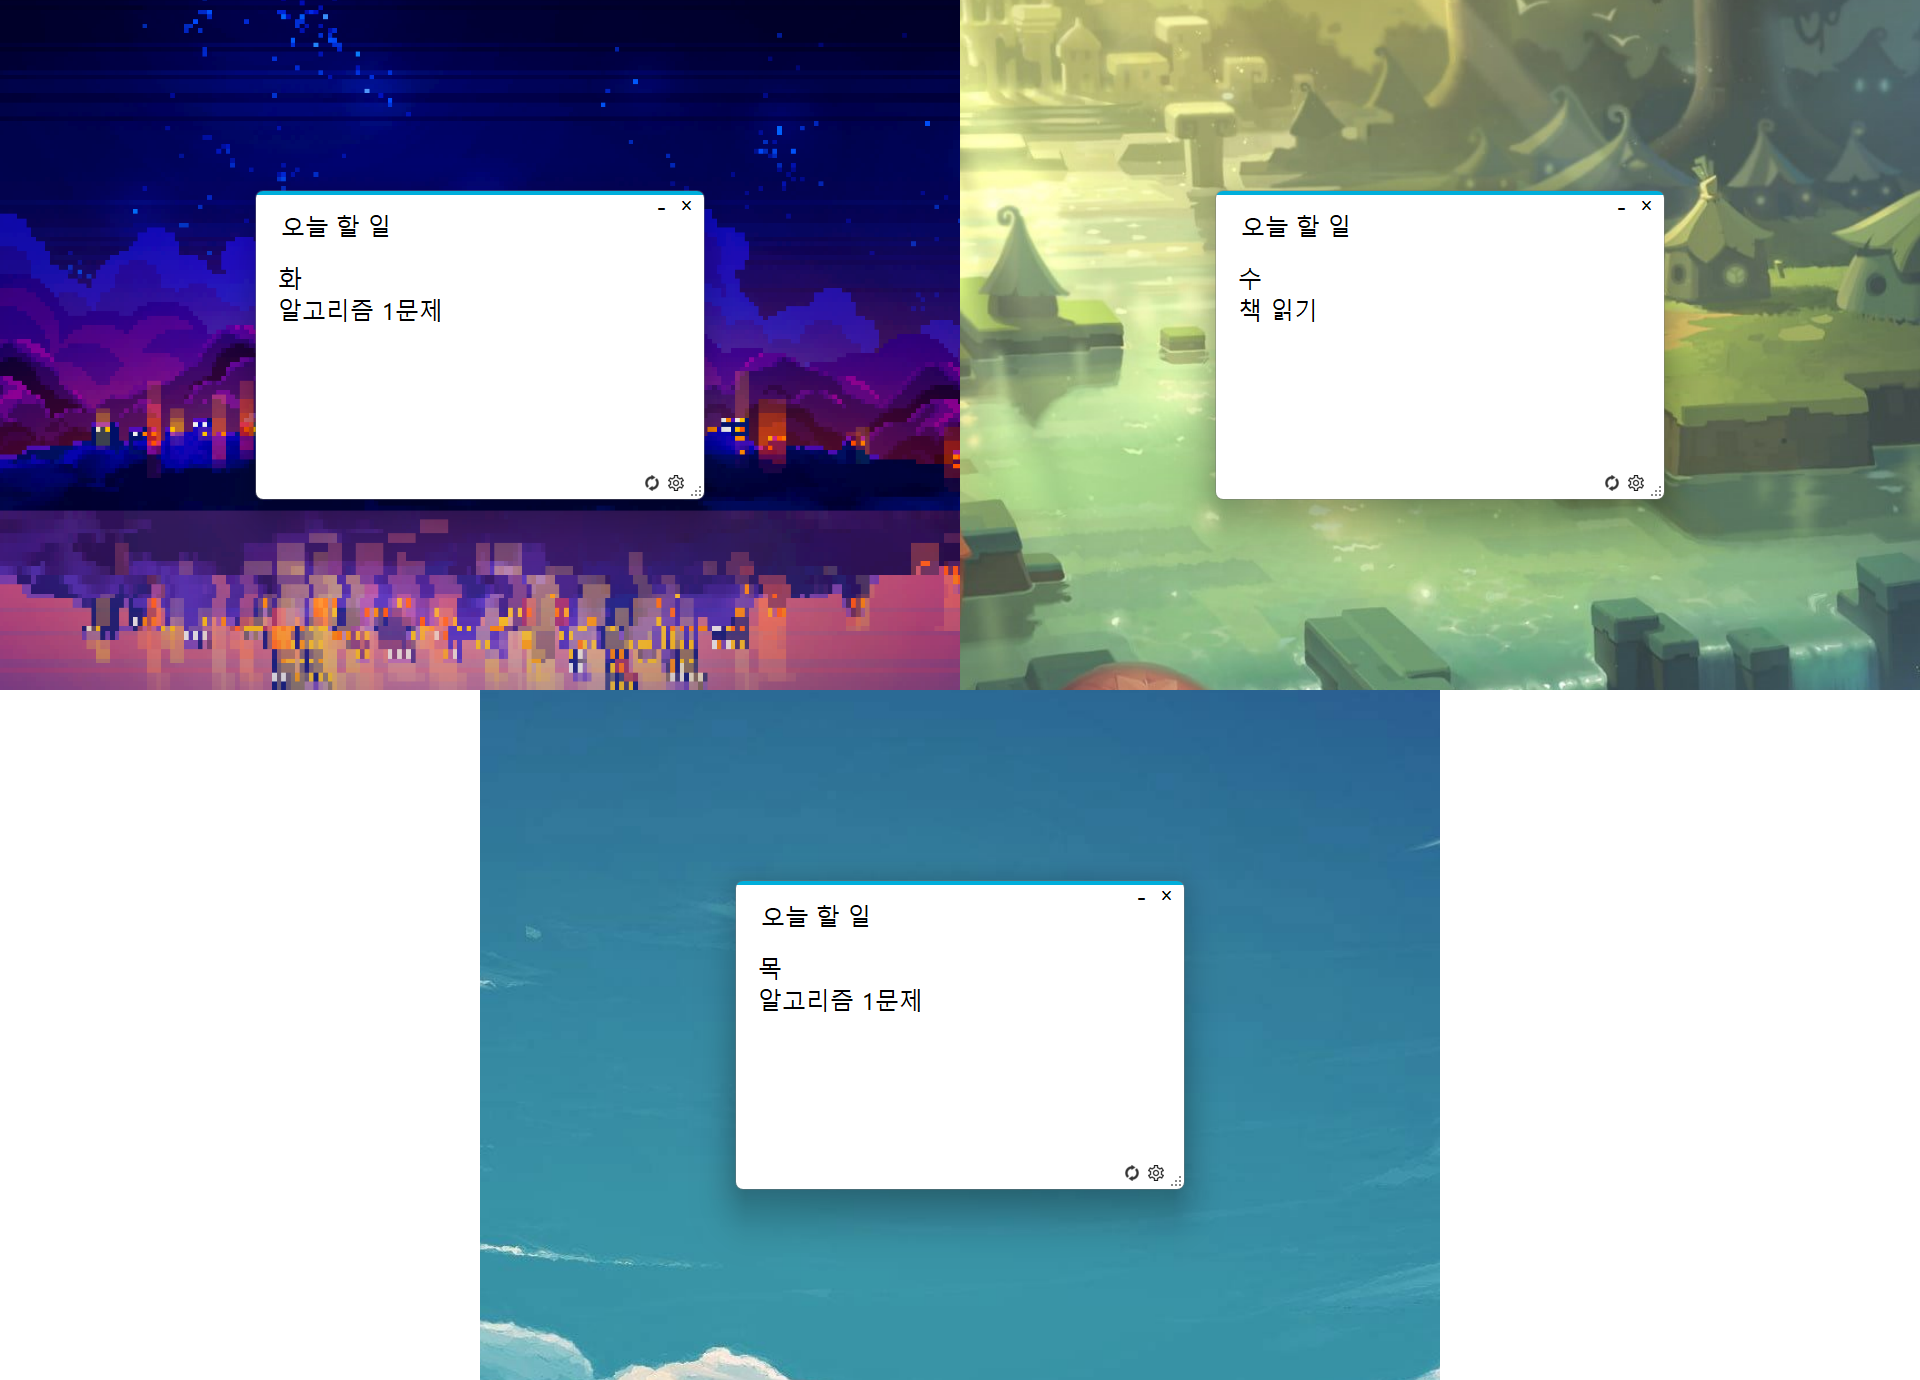 오늘 할 일
화
알고리즘 1문제
오늘 할 일
수
책 읽기
오늘 할 일
목
알고리즘 1문제